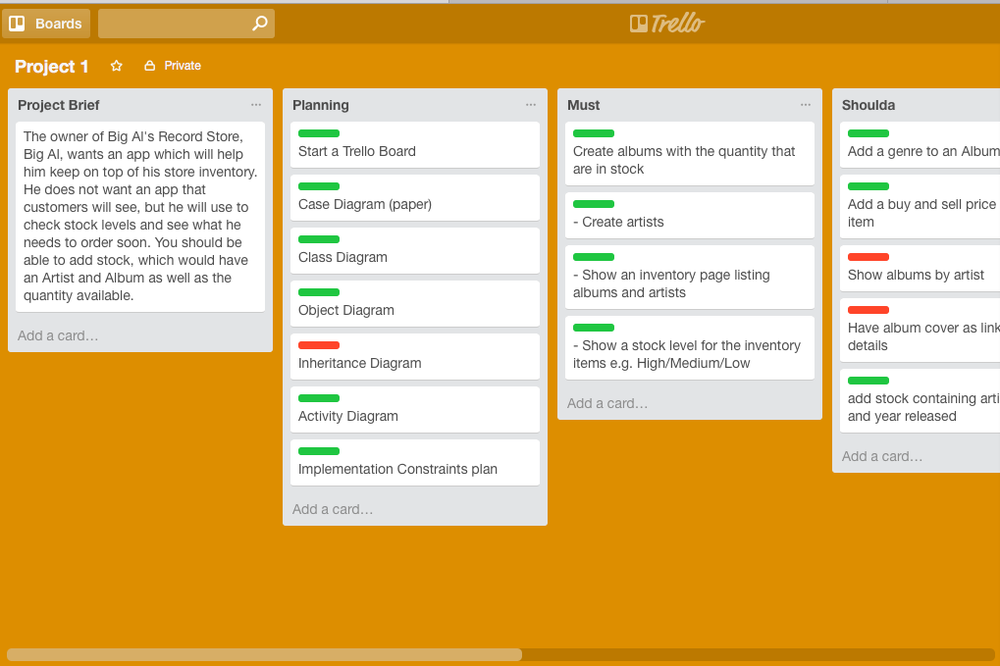 Boards
Trello
Project 1
Private
Project Brief
The owner of Big Al's Record Store,
Big Al, wants an app which will help
him keep on top of his store inventory.
He does not want an app that
customers will see, but he will use to
check stock levels and see what he
needs to order soon. You should be
able to add stock, which would have
an Artist and Album as well as the
quantity available.
Add a card…
Planning
Start a Trello Board
Case Diagram (paper)
Class Diagram
Object Diagram
Inheritance Diagram
Activity Diagram
Implementation Constraints plan
Add a card…
Must
Create albums with the quantity that
are in stock
- Create artists
- Show an inventory page listing
albums and artists
- Show a stock level for the inventory
items e.g. High/Medium/Low
Add a card…
Shoulda
Add a genre to an Album
Add a buy and sell price
item
Show albums by artist
Have album cover as link
details
add stock containing arti
and year released
Add a card…